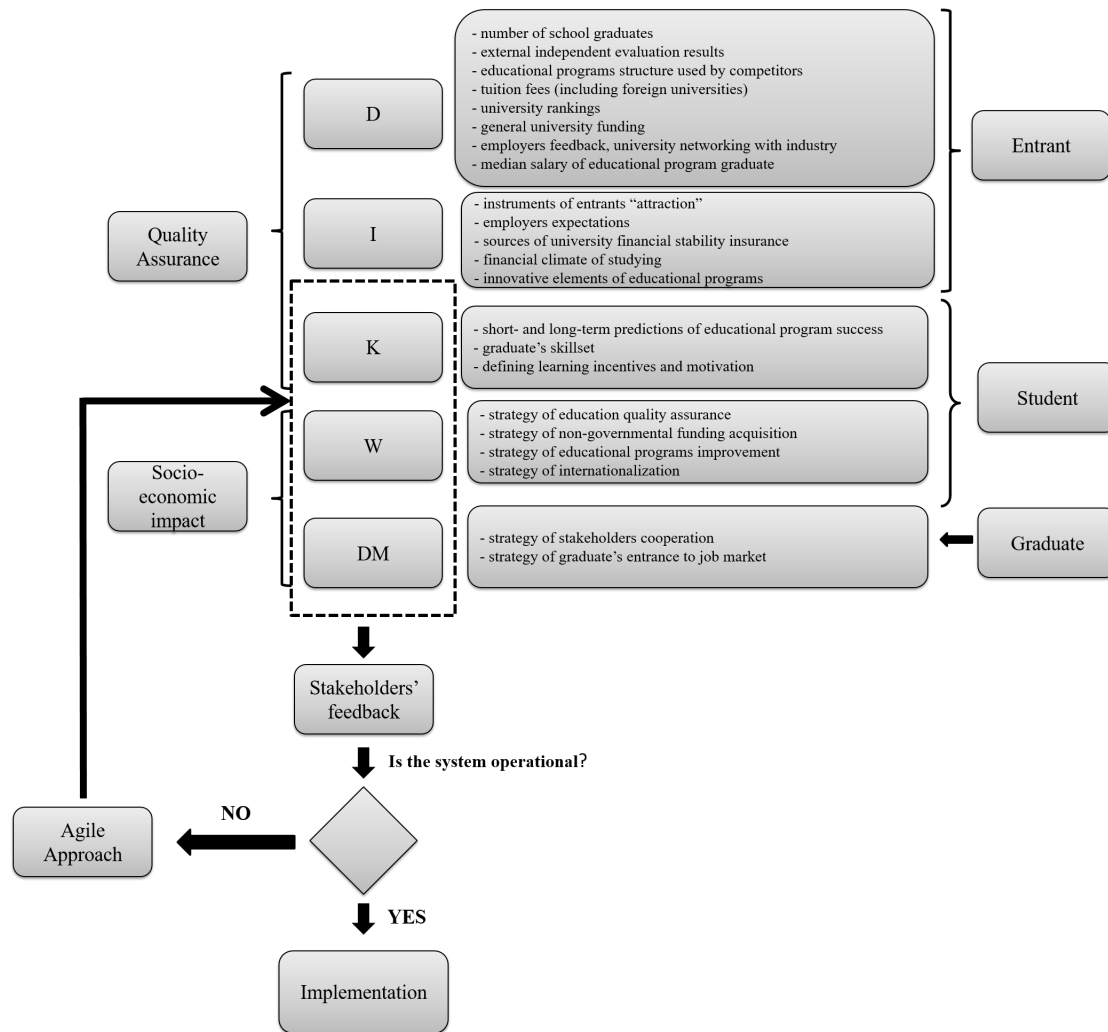 - number of school graduates
- external independent evaluation results
- educational programs structure used by competitors
- tuition fees (including foreign universities)
- university rankings
- general university funding
- employers feedback, university networking with industry
- median salary of educational program graduate
D
Entrant
Quality
Assurance
I
- instruments of entrants “attraction”
- employers expectations
- sources of university financial stability insurance
- financial climate of studying
- innovative elements of educational programs
K
- short- and long-term predictions of educational program success
- graduate’s skillset
- defining learning incentives and motivation
Student
W
- strategy of education quality assurance
- strategy of non-governmental funding acquisition
- strategy of educational programs improvement
- strategy of internationalization
Socio-
economic
impact
DM
- strategy of stakeholders cooperation
- strategy of graduate’s entrance to job market
Graduate
Stakeholders’
feedback
Is the system operational?
NO
Agile
Approach
YES
Implementation